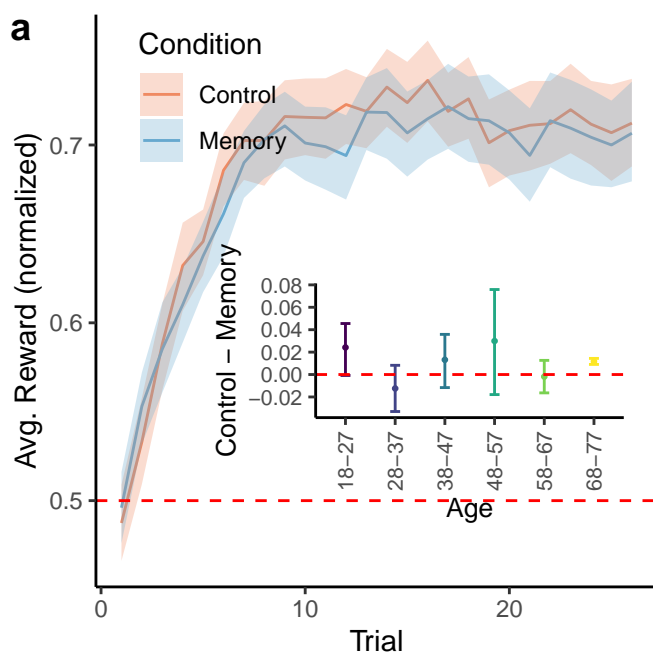 a
Condition
Control
Memory
Avg. Reward (normalized)
0.7
0.6
0.5
0
10
20
Trial
Control − Memory
0.08
0.06
0.04
0.02
0.00
−0.02
18−27
28−37
38−47
48−57
58−67
68−77
Age